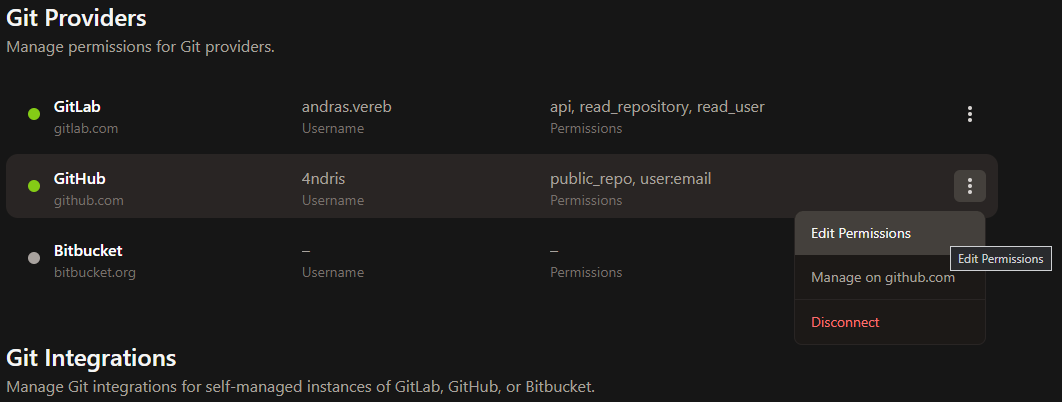 Git Providers
Manage permissions for Git providers.
GitLab andras.vereb api, read_repository, read_user
gitlab.com Username Permissions
GitHub 4ndris public_repo, user:email
github.com Username Permissions
Bitbucket – –
bitbucket.org Username Permissions
Edit Permissions
Edit Permissions
Manage on github.com
Disconnect
Git Integrations
Manage Git integrations for self-managed instances of GitLab, GitHub, or Bitbucket.